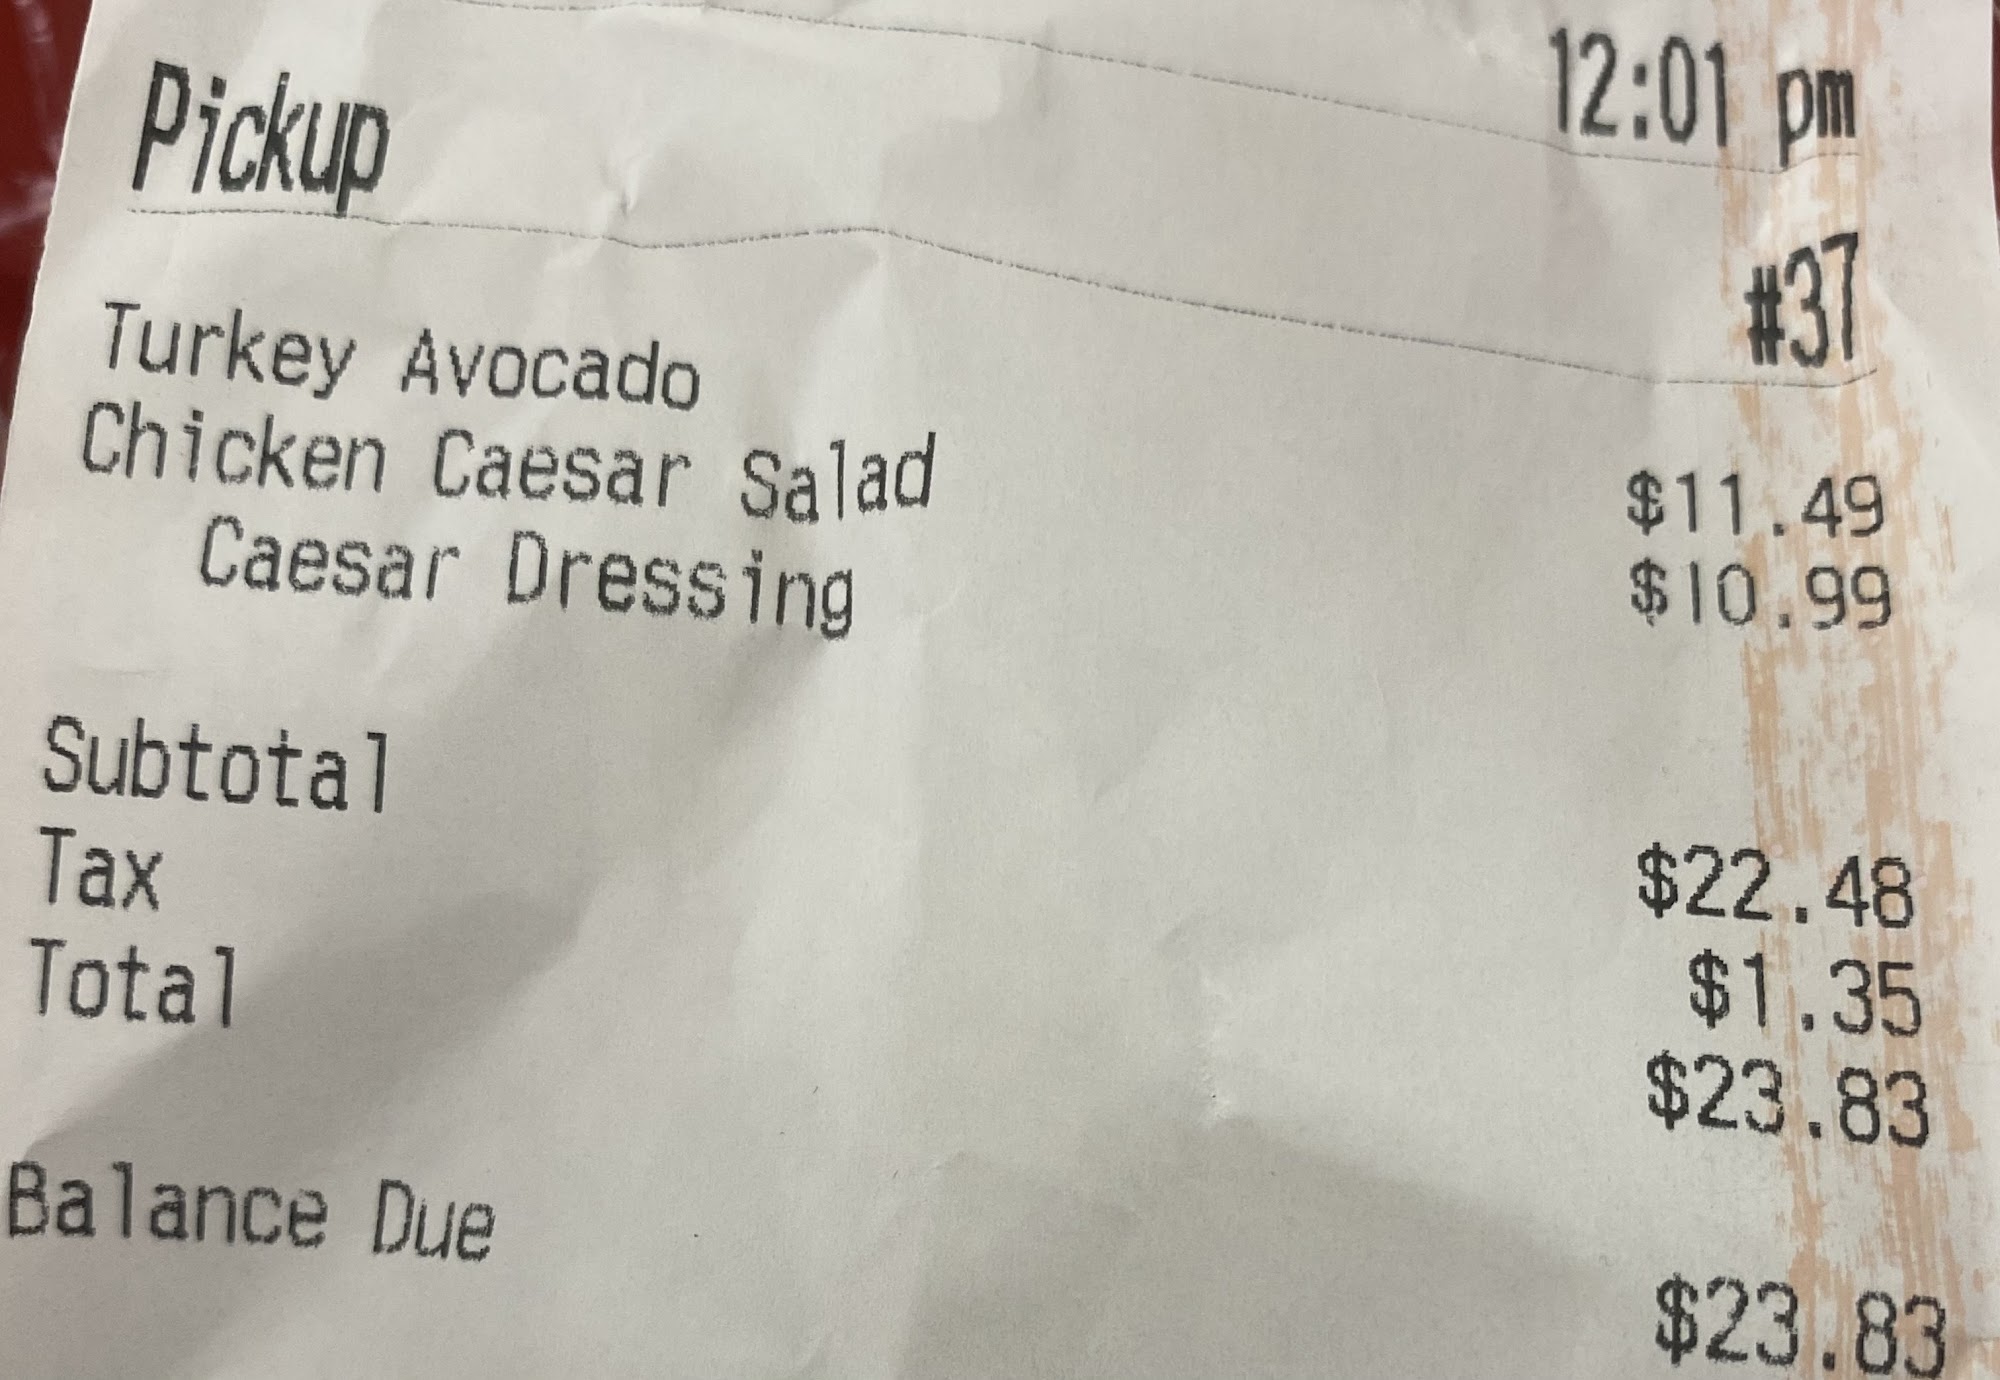 12:01 pm
Pickup #37
Turkey Avocado $11.49
Chicken Caesar Salad $10.99
Caesar Dressing
Subtotal $22.48
Tax $1.35
Total $23.83
Balance Due $23.83